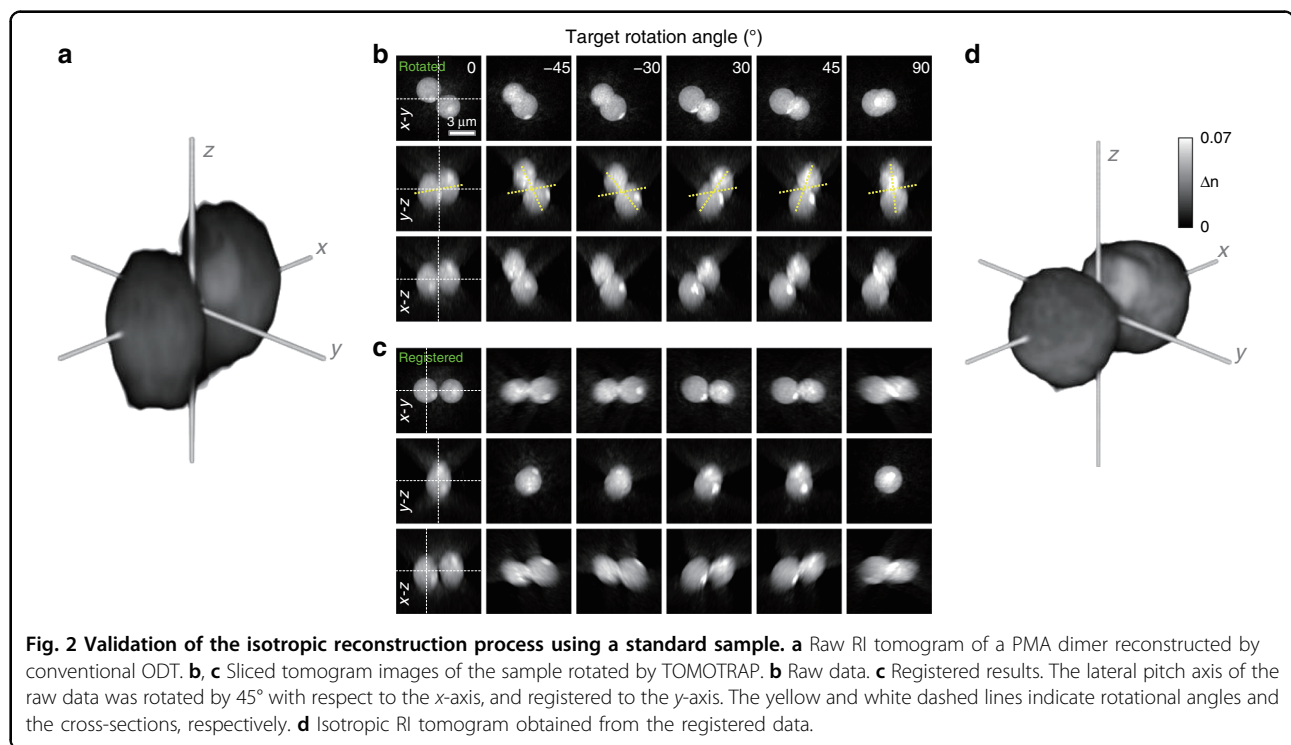 a
z
x
y
Target rotation angle (°)
b
Rotated
0
−45
−30
30
45
90
x-y
3 μm
y-z
x-z
c
Registered
x-y
y-z
x-z
d
0.07
Δn
0
z
x
y
Fig. 2 Validation of the isotropic reconstruction process using a standard sample. a Raw RI tomogram of a PMA dimer reconstructed by
conventional ODT. b, c Sliced tomogram images of the sample rotated by TOMOTRAP. b Raw data. c Registered results. The lateral pitch axis of the
raw data was rotated by 45° with respect to the x-axis, and registered to the y-axis. The yellow and white dashed lines indicate rotational angles and
the cross-sections, respectively. d Isotropic RI tomogram obtained from the registered data.